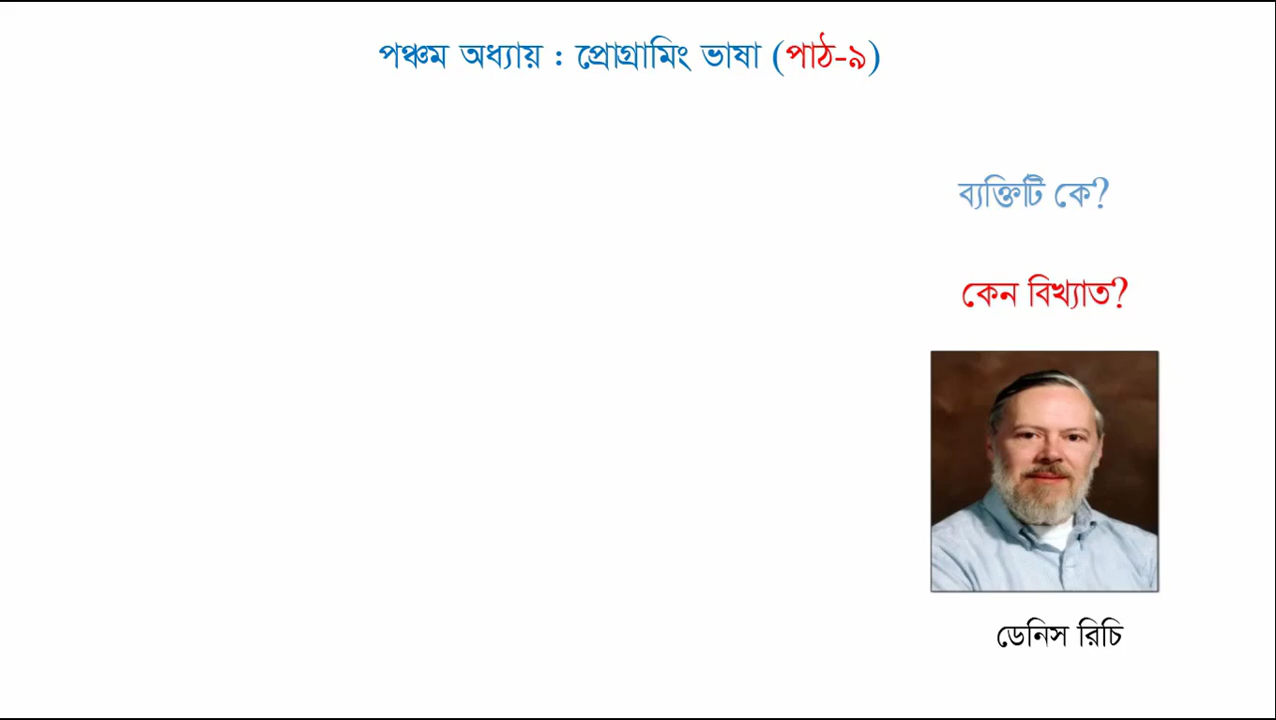 পঞ্চম অধ্যায় : প্রোগ্রামিং ভাষা (পাঠ-৯)
ব্যক্তিটি কে?
কেন বিখ্যাত?
ডেনিস রিচি